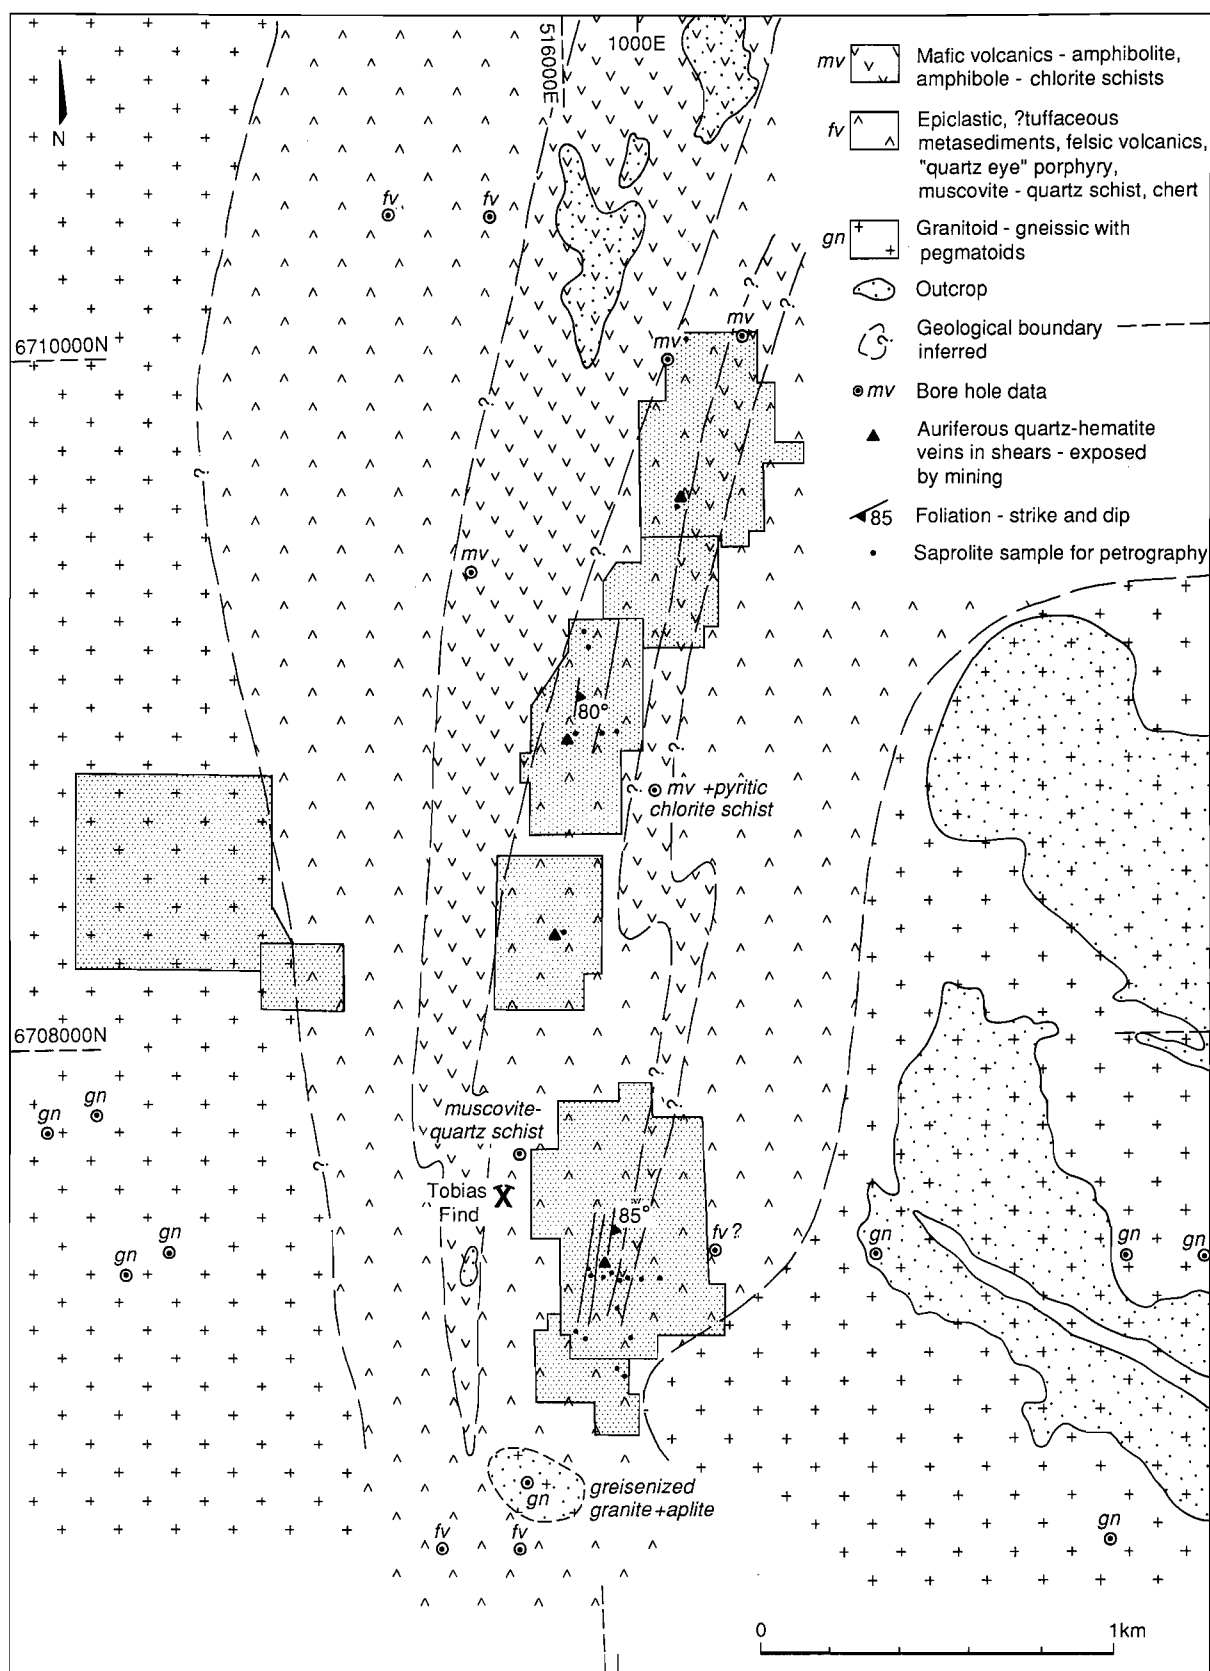 516000E
1000E
N
mv
Mafic volcanics - amphibolite,
amphibole - chlorite schists
fv
Epiclastic, ?tuffaceous
metasediments, felsic volcanics,
"quartz eye" porphyry,
muscovite - quartz schist, chert
gn
Granitoid - gneissic with
pegmatoids
Outcrop
Geological boundary
inferred
mv
Bore hole data
Auriferous quartz-hematite
veins in shears - exposed
by mining
85
Foliation - strike and dip
Saprolite sample for petrography
fv
fv
?
?
mv
mv
6710000N
?
?
?
?
mv
?
80°
?
?
mv +pyritic
chlorite schist
6708000N
?
?
gn
gn
muscovite-
quartz schist
?
Tobias
Find
85°
fv?
gn
gn
gn
gn
gn
greisenized
granite+aplite
gn
fv
fv
gn
0
1km